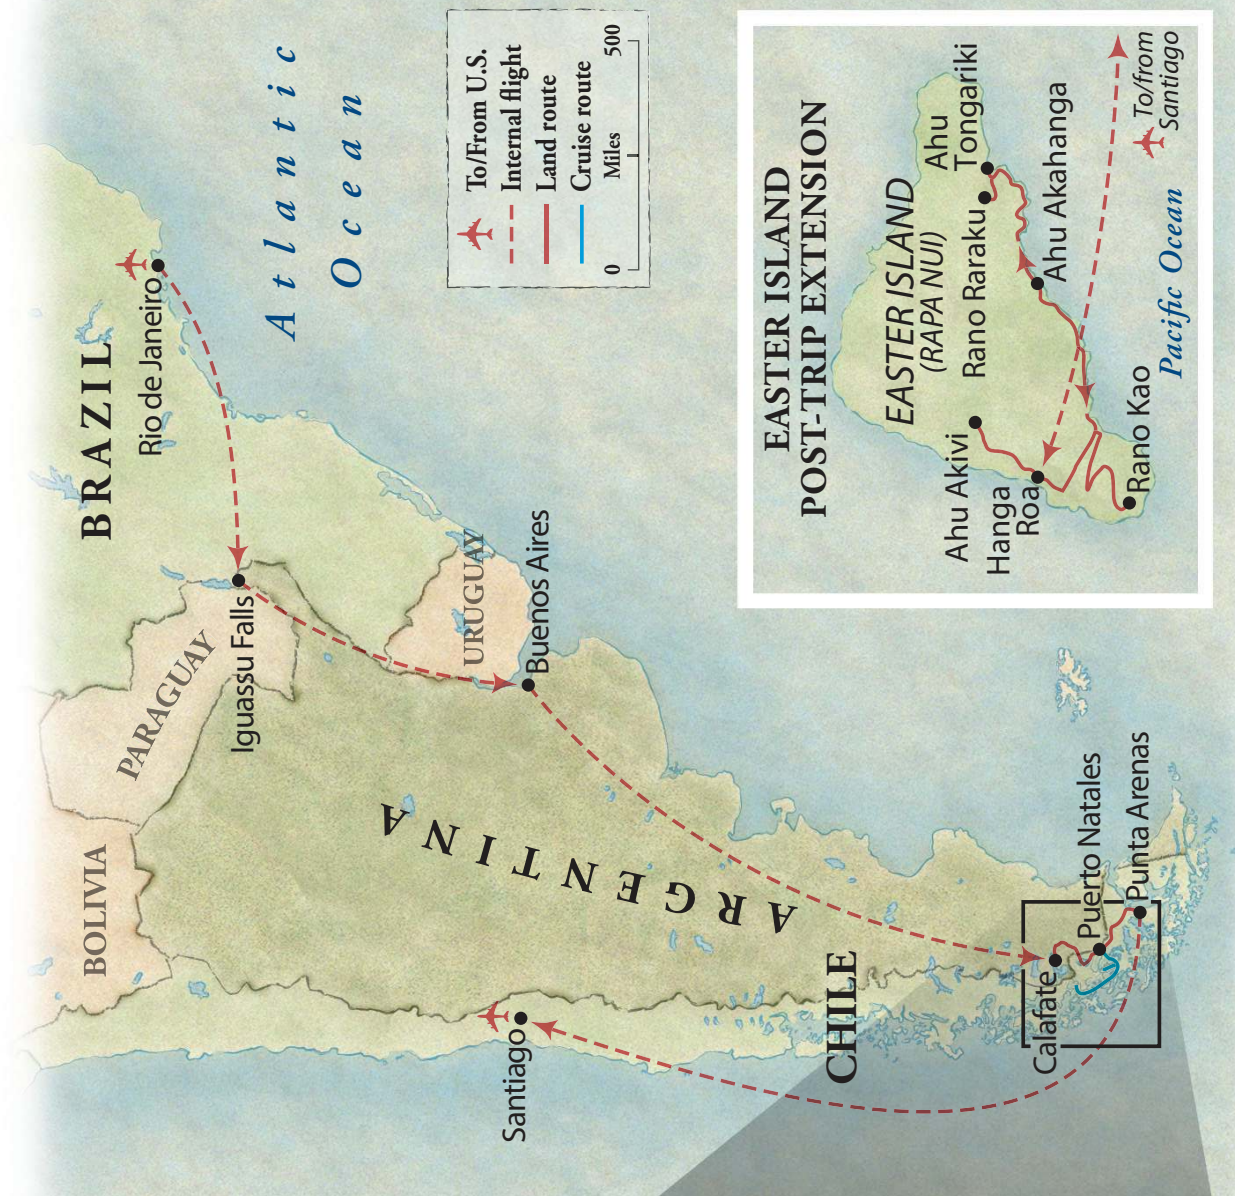 BRAZIL
Rio de Janeiro
Atlantic
Ocean
PARAGUAY
Iguassu Falls
BOLIVIA
URUGUAY
Buenos Aires
ARGENTINA
Santiago
CHILE
Calafate
Puerto Natales
Punta Arenas
To/From U.S.
Internal flight
Land route
Cruise route
Miles
0
500
EASTER ISLAND
POST-TRIP EXTENSION
EASTER ISLAND
(RAPA NUI)
Ahu
Tongariki
Rano Raraku
Ahu Akahanga
Ahu Akivi
Hanga
Roa
Rano Kao
Pacific Ocean
To/from
Santiago